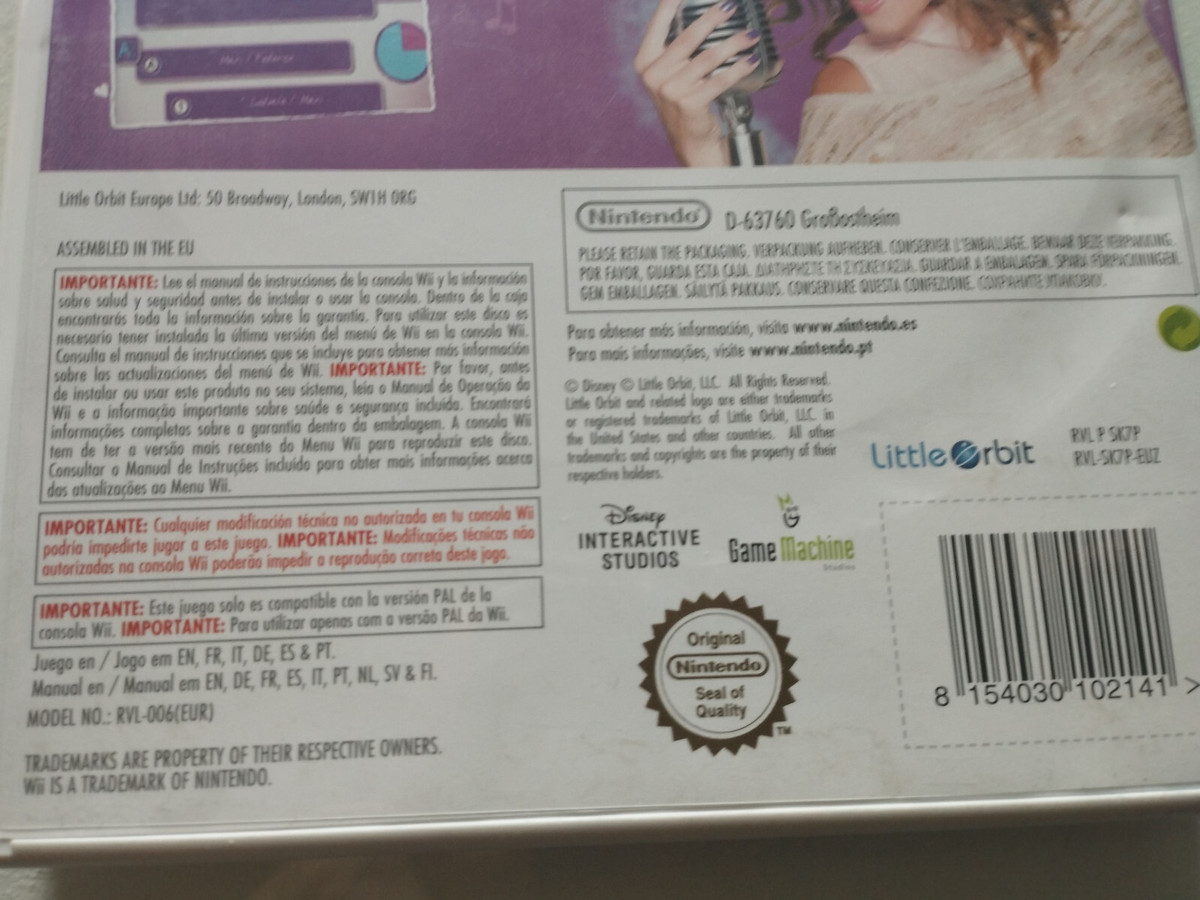 Little Orbit Europe Ltd: 50 Broadway, London, SW1H 0RG
ASSEMBLED IN THE EU
IMPORTANTE: Lee el manual de instrucciones de la consola Wii y la información
sobre salud y seguridad antes de instalar o usar la consola. Dentro de la caja
encontrarás toda la información sobre la garantía. Para utilizar este disco es
necesario tener instalada la última versión del menú de Wii en la consola Wii.
Consulta el manual de instrucciones que se incluye para obtener más información
sobre las actualizaciones del menú de Wii. IMPORTANTE: Por favor, antes
de instalar ou usar este produto no seu sistema, leia o Manual de Operação da
Wii e a informação importante sobre saúde e segurança incluida. Encontrará
informações completas sobre a garantia dentro da embalagem. A consola Wii
tem de ter a versão mais recente do Menu Wii para reproduzir este disco.
Consultar o Manual de Instruções incluido para obter mais informações acerca
das atualizações ao Menu Wii.
IMPORTANTE: Cualquier modificación técnica no autorizada en tu consola Wii
podría impedirte jugar a este juego. IMPORTANTE: Modificações técnicas não
autorizadas na consola Wii poderão impedir a reprodução correta deste jogo.
IMPORTANTE: Este juego solo es compatible con la versión PAL de la
consola Wii. IMPORTANTE: Para utilizar apenas com a versão PAL da Wii.
Juego en / Jogo em EN, FR, IT, DE, ES & PT.
Manual en / Manual em EN, DE, FR, ES, IT, PT, NL, SV & FI.
MODEL NO.: RVL-006(EUR)
TRADEMARKS ARE PROPERTY OF THEIR RESPECTIVE OWNERS.
Wii IS A TRADEMARK OF NINTENDO.
Nintendo D-63760 Großostheim
PLEASE RETAIN THE PACKAGING. VERPACKUNG AUFHEBEN. CONSERVER L'EMBALLAGE. BEWAAR DEZE VERPAKKING.
POR FAVOR, GUARDA ESTA CAJA. ΔΙΑΤΗΡΗΣΤΕ ΤΗ ΣΥΣΚΕΥΑΣΙΑ. GUARDAR A EMBALAGEM. SPARA FÖRPACKNINGEN.
GEM EMBALLAGEN. SÄILYTÄ PAKKAUS. CONSERVARE QUESTA CONFEZIONE. СОХРАНИТЕ УПАКОВКУ.
Para obtener más información, visita www.nintendo.es
Para mais informações, visite www.nintendo.pt
© Disney © Little Orbit, LLC. All Rights Reserved.
Little Orbit and related logo are either trademarks
or registered trademarks of Little Orbit, LLC. in
the United States and other countries. All other
trademarks and copyrights are the property of their
respective holders.
Little Orbit
RVL P SK7P
RVL-SK7P-EUZ
Disney
INTERACTIVE
STUDIOS
Game Machine
Studios
Original
Nintendo
Seal of
Quality
TM
8 154030 102141 >